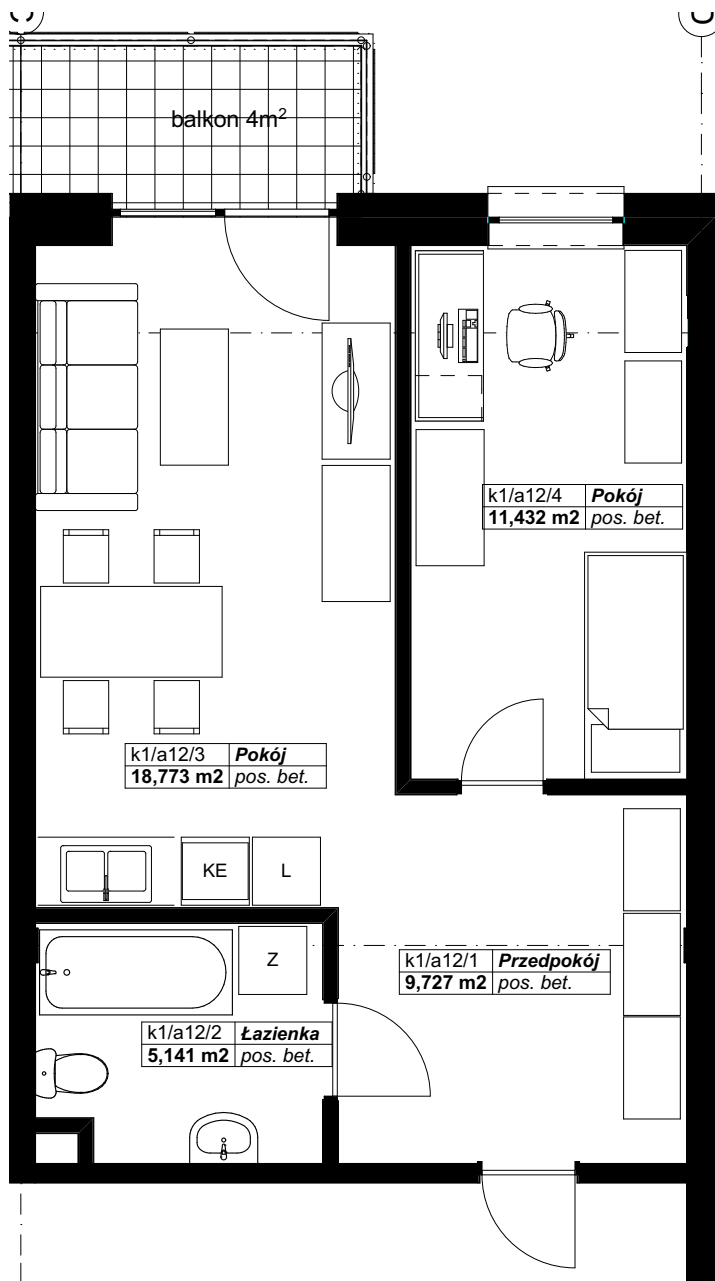 balkon 4m²
k1/a12/4 Pokój
11,432 m2 pos. bet.
k1/a12/3 Pokój
18,773 m2 pos. bet.
KE
L
k1/a12/1 Przedpokój
9,727 m2 pos. bet.
Z
k1/a12/2 Łazienka
5,141 m2 pos. bet.